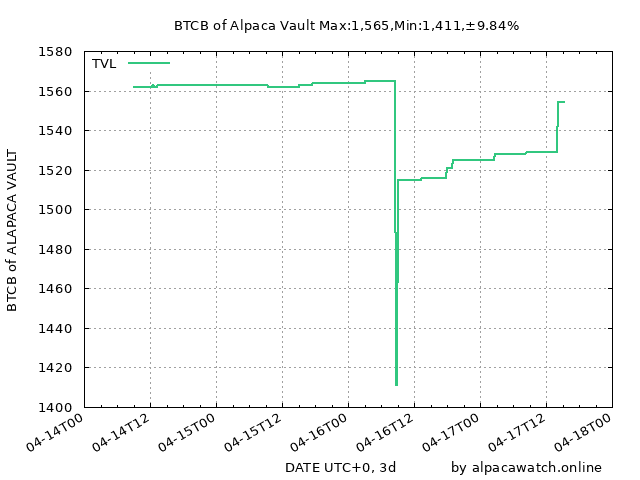 BTCB of Alpaca Vault Max:1,565,Min:1,411,±9.84%
TVL
1580
1560
1540
1520
1500
1480
1460
1440
1420
1400
BTCB of ALAPACA VAULT
04-14T00
04-14T12
04-15T00
04-15T12
04-16T00
04-16T12
04-17T00
04-17T12
04-18T00
DATE UTC+0, 3d
by alpacawatch.online